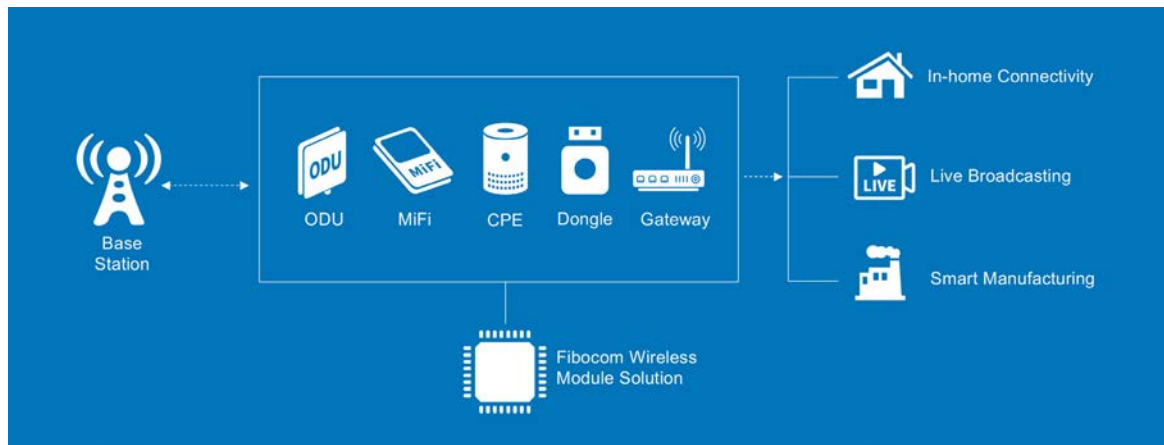 Base
Station
ODU
MiFi
ODU
MiFi
CPE
Dongle
Gateway
Fibocom Wireless
Module Solution
In-home Connectivity
LIVE
Live Broadcasting
Smart Manufacturing